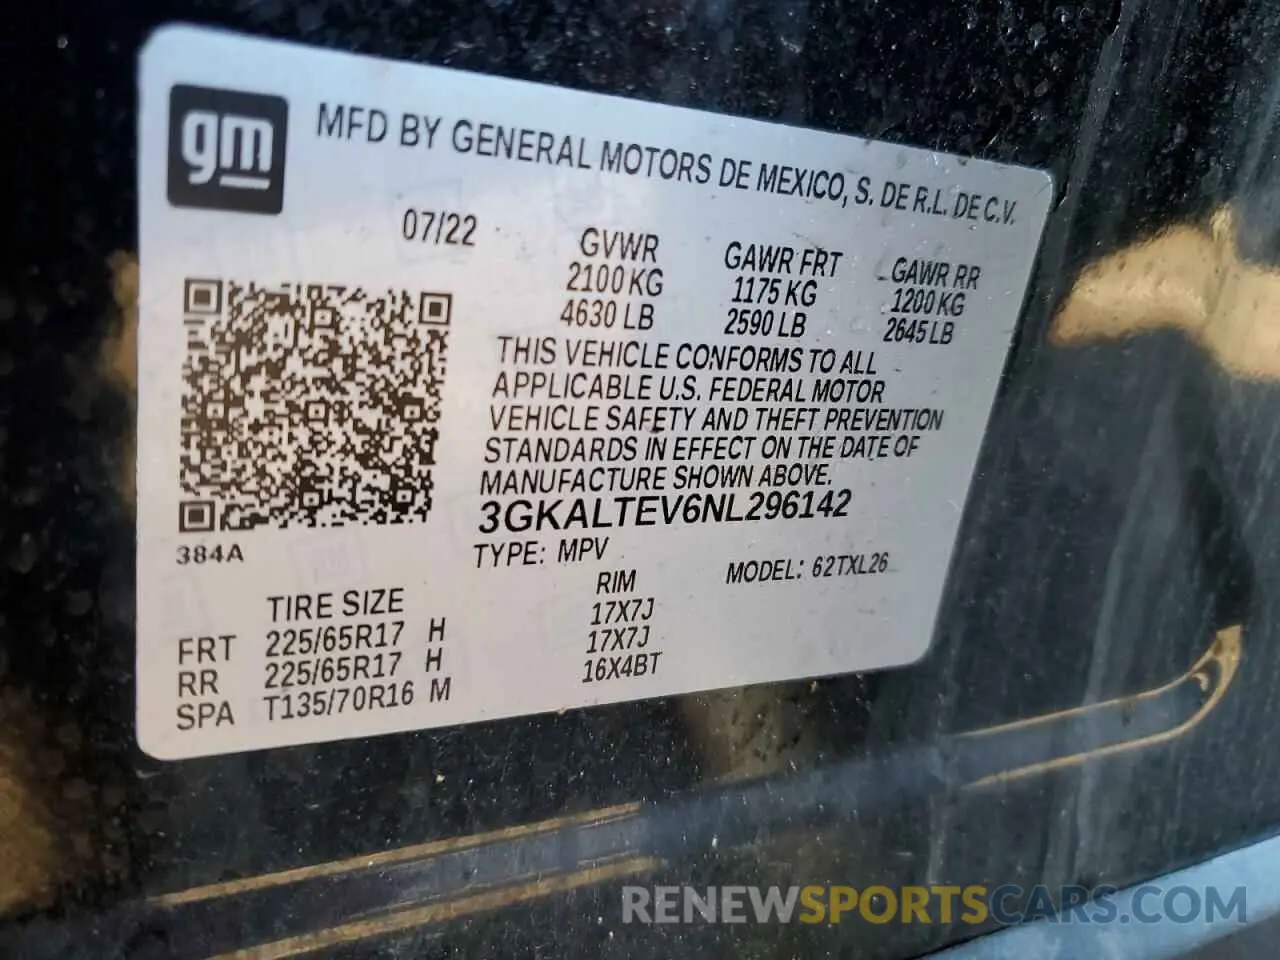 gm
MFD BY GENERAL MOTORS DE MEXICO, S. DE R.L. DE C.V.
07/22
GVWR GAWR FRT GAWR RR
2100 KG 1175 KG 1200 KG
4630 LB 2590 LB 2645 LB
THIS VEHICLE CONFORMS TO ALL
APPLICABLE U.S. FEDERAL MOTOR
VEHICLE SAFETY AND THEFT PREVENTION
STANDARDS IN EFFECT ON THE DATE OF
MANUFACTURE SHOWN ABOVE.
3GKALTEV6NL296142
384A
TYPE: MPV MODEL: 62TXL26
TIRE SIZE RIM
FRT 225/65R17 H 17X7J
RR 225/65R17 H 17X7J
SPA T135/70R16 M 16X4BT
RENEWSPORTSCARS.COM